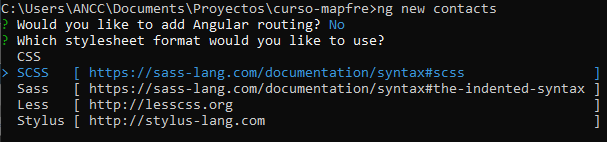 C:\Users\ANCC\Documents\Proyectos\curso-mapfre>ng new contacts
? Would you like to add Angular routing? No
? Which stylesheet format would you like to use?
  CSS
> SCSS   [ https://sass-lang.com/documentation/syntax#scss                ]
  Sass   [ https://sass-lang.com/documentation/syntax#the-indented-syntax ]
  Less   [ http://lesscss.org                                             ]
  Stylus [ http://stylus-lang.com                                         ]